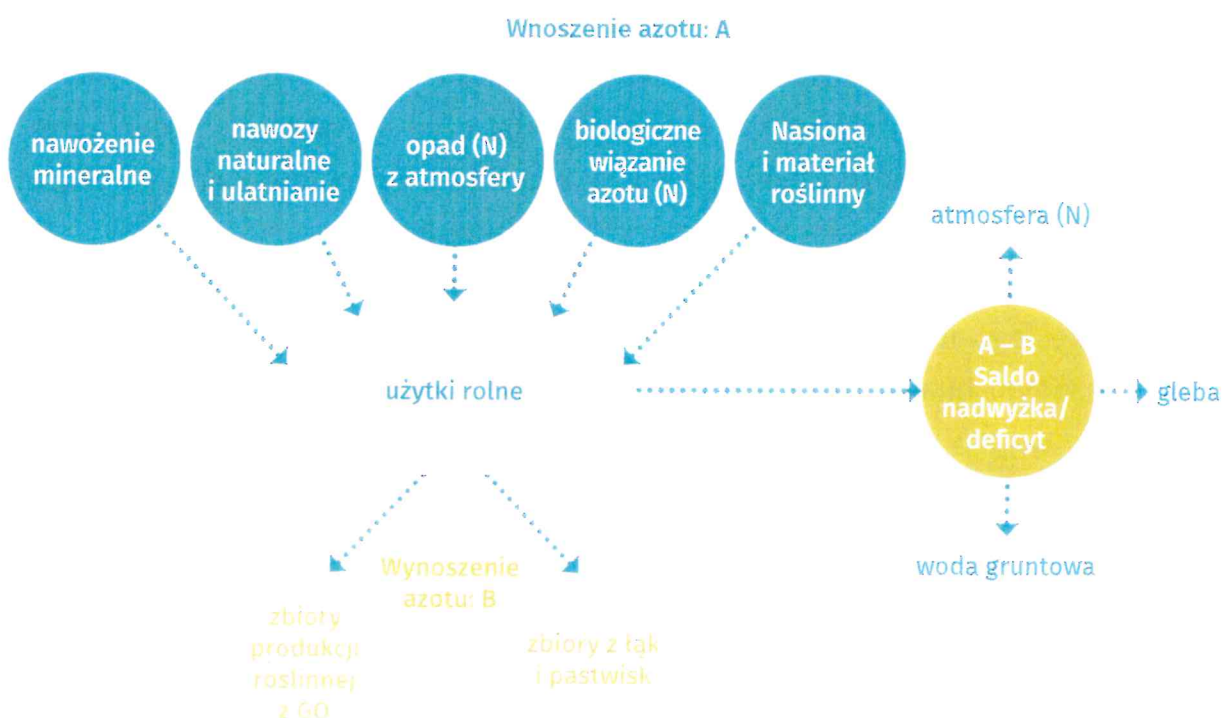 Wnoszenie azotu: A
nawożenie
mineralne
nawozy
naturalne
i ulatnianie
opad (N)
z atmosfery
biologiczne
wiązanie
azotu (N)
Nasiona
i materiał
roślinny
atmosfera (N)
użytki rolne
A – B
Saldo
nadwyżka/
deficyt
gleba
woda gruntowa
Wynoszenie
azotu: B
zbiory
produkcji
roślinnej
z GO
zbiory z łąk
i pastwisk